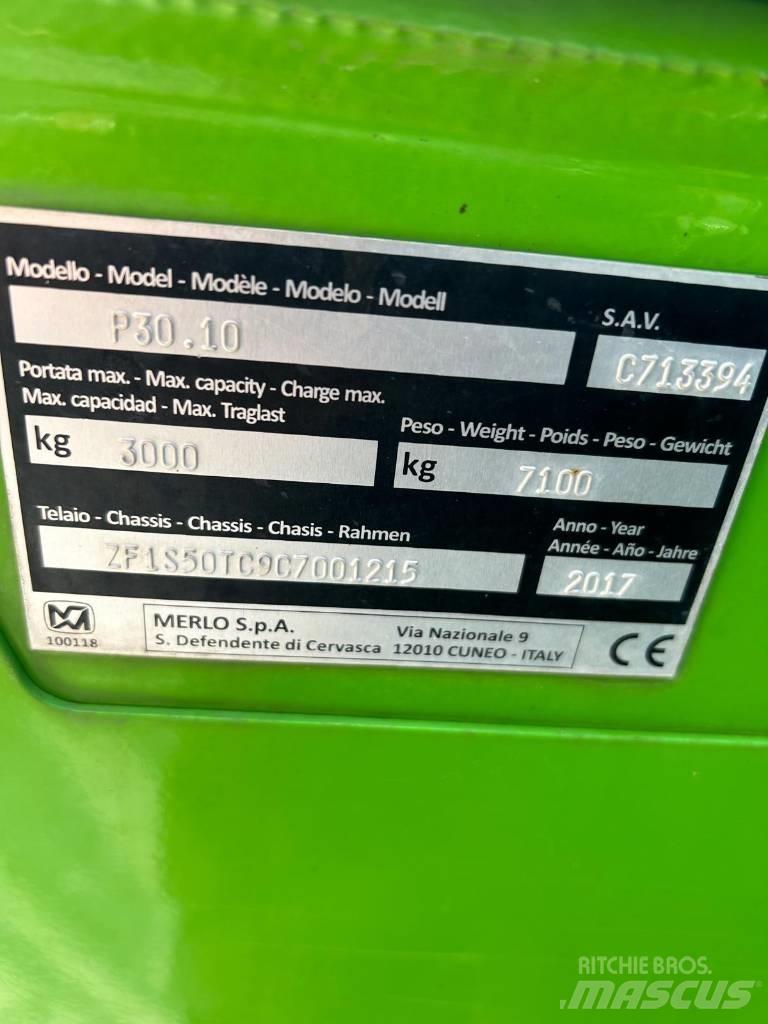 Modello - Model - Modèle - Modelo - Modell
S.A.V.
P30.10
C713394
Portata max. - Max. capacity - Charge max.
Max. capacidad - Max. Traglast
Peso - Weight - Poids - Peso - Gewicht
kg 3000
kg 7100
Telaio - Chassis - Chassis - Chasis - Rahmen
Anno - Year
Année - Año - Jahre
ZF1S50TC9C7001215
2017
100118
MERLO S.p.A.
S. Defendente di Cervasca
Via Nazionale 9
12010 CUNEO - ITALY
CE
RITCHIE BROS.
MASCUS